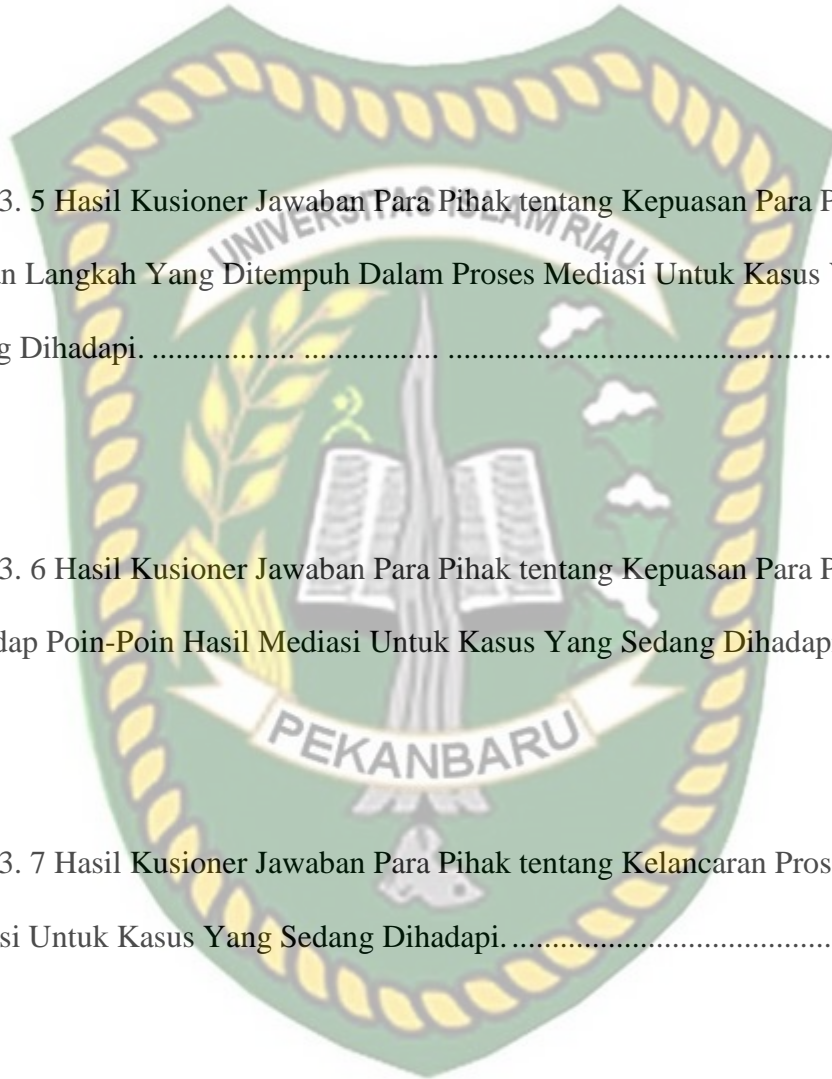 3. 5 Hasil Kusioner Jawaban Para Pihak tentang Kepuasan Para P
UNIVERSITAS ISLAM RIAU
n Langkah Yang Ditempuh Dalam Proses Mediasi Untuk Kasus Y
g Dihadapi. .................. ................. .................................................
3. 6 Hasil Kusioner Jawaban Para Pihak tentang Kepuasan Para P
dap Poin-Poin Hasil Mediasi Untuk Kasus Yang Sedang Dihadap
PEKANBARU
3. 7 Hasil Kusioner Jawaban Para Pihak tentang Kelancaran Pros
si Untuk Kasus Yang Sedang Dihadapi. .........................................